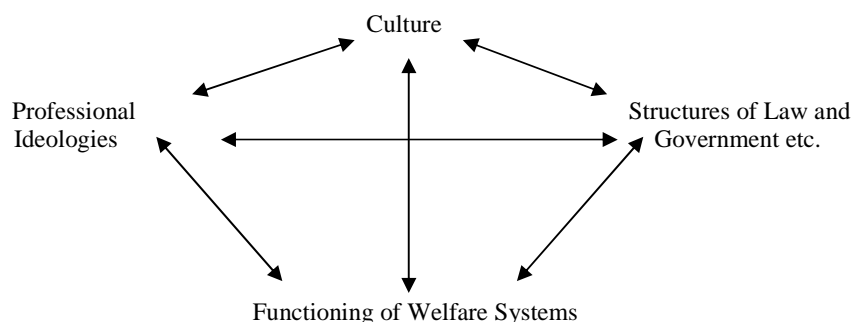 Culture
Professional
Ideologies
Structures of Law and
Government etc.
Functioning of Welfare Systems